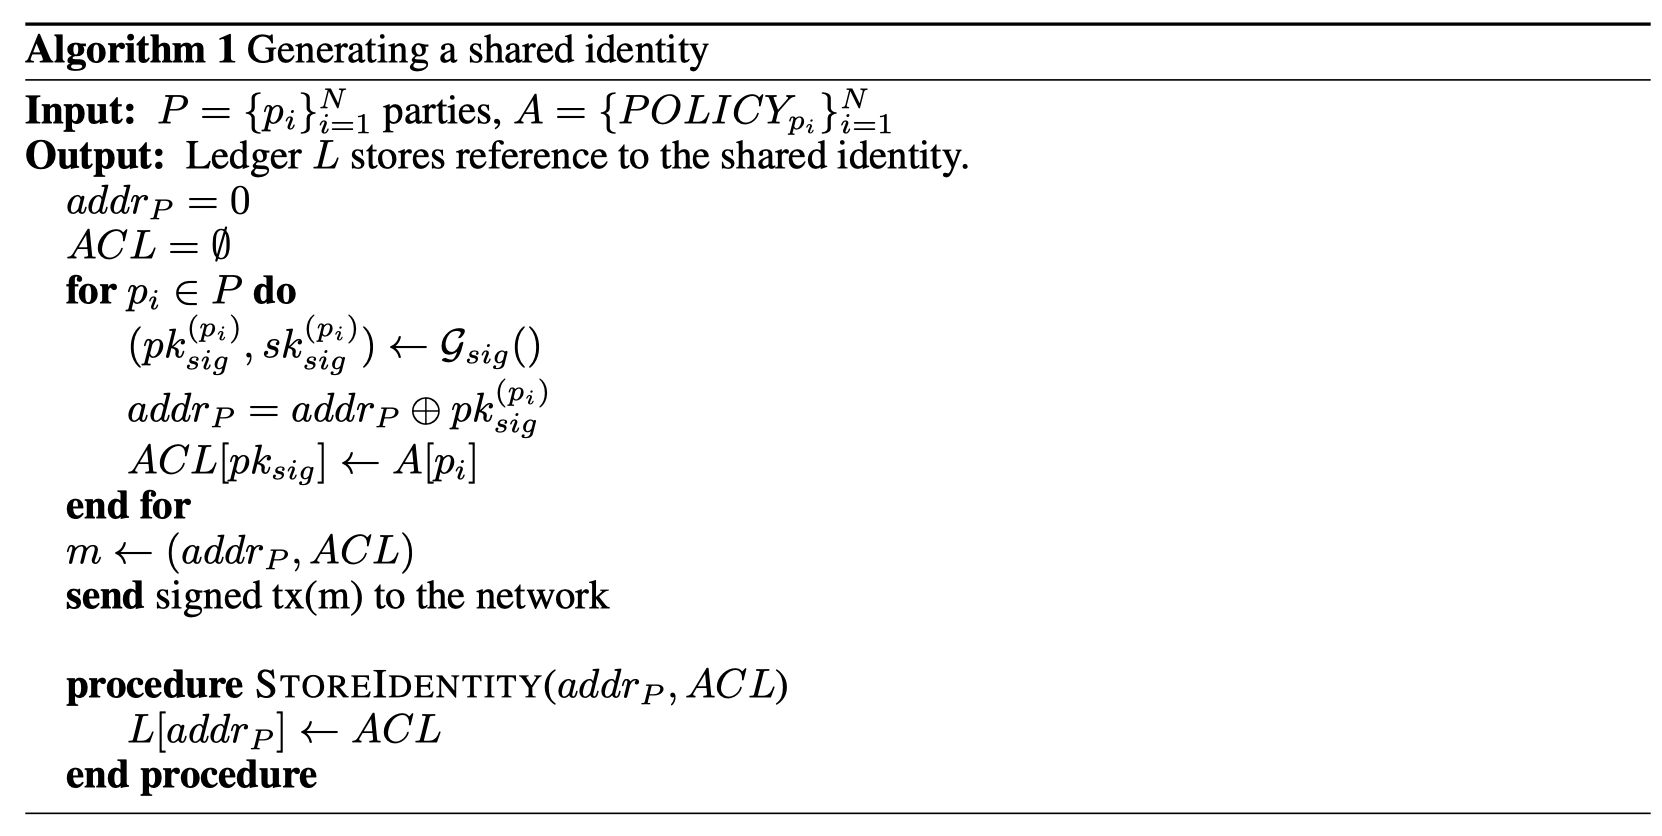 Algorithm 1 Generating a shared identity
Input: $P = \{p_i\}_{i=1}^{N}$ parties, $A = \{POLICY_{p_i}\}_{i=1}^{N}$
Output: Ledger $L$ stores reference to the shared identity.
$addr_P = 0$
$ACL = \emptyset$
for $p_i \in P$ do
$(pk_{sig}^{(p_i)}, sk_{sig}^{(p_i)}) \leftarrow \mathcal{G}_{sig}()$
$addr_P = addr_P \oplus pk_{sig}^{(p_i)}$
$ACL[pk_{sig}] \leftarrow A[p_i]$
end for
$m \leftarrow (addr_P, ACL)$
send signed tx(m) to the network
procedure STOREIDENTITY($addr_P, ACL$)
$L[addr_P] \leftarrow ACL$
end procedure